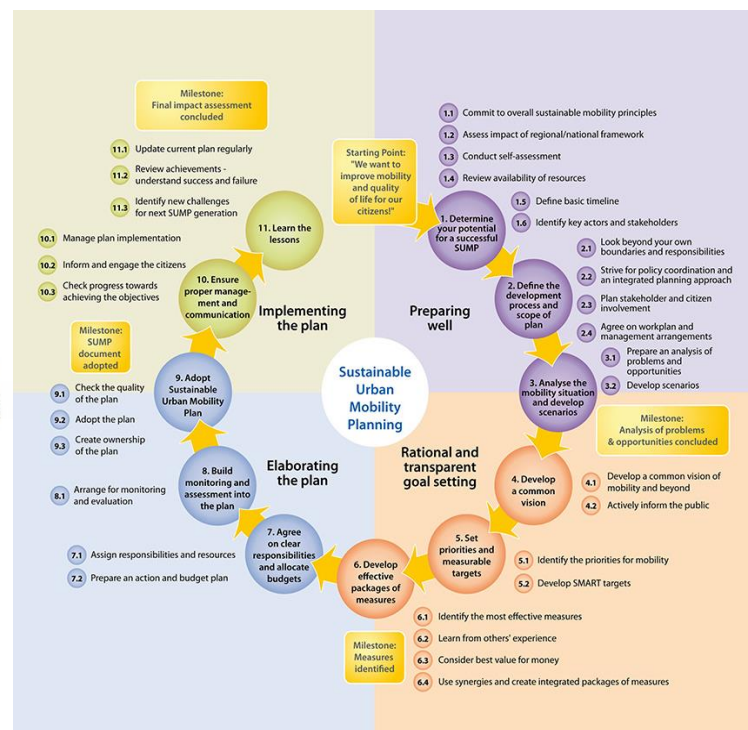 Milestone:
Final impact assessment
concluded
11.1 Update current plan regularly
11.2 Review achievements -
understand success and failure
11.3 Identify new challenges
for next SUMP generation
10.1 Manage plan implementation
10.2 Inform and engage the citizens
10.3 Check progress towards
achieving the objectives
11. Learn the
lessons
10. Ensure
proper manage-
ment and
communication
Implementing
the plan
Starting Point:
"We want to
improve mobility
and quality
of life for our
citizens!"
1.1 Commit to overall sustainable mobility principles
1.2 Assess impact of regional/national framework
1.3 Conduct self-assessment
1.4 Review availability of resources
1.5 Define basic timeline
1.6 Identify key actors and stakeholders
1. Determine
your potential
for a successful
SUMP
2.1 Look beyond your own
boundaries and responsibilities
2.2 Strive for policy coordination and
an integrated planning approach
2.3 Plan stakeholder and citizen
involvement
2.4 Agree on workplan and
management arrangements
2. Define the
development
process and
scope of
plan
Preparing
well
3.1 Prepare an analysis of
problems and
opportunities
3.2 Develop scenarios
3. Analyse the
mobility situation
and develop
scenarios
Milestone:
Analysis of problems
& opportunities concluded
Sustainable
Urban
Mobility
Planning
Rational and
transparent
goal setting
4. Develop
a common
vision
4.1 Develop a common vision of
mobility and beyond
4.2 Actively inform the public
5. Set
priorities and
measurable
targets
5.1 Identify the priorities for mobility
5.2 Develop SMART targets
6. Develop
effective
packages of
measures
6.1 Identify the most effective measures
6.2 Learn from others' experience
6.3 Consider best value for money
6.4 Use synergies and create integrated packages of measures
Milestone:
Measures
identified
Elaborating
the plan
7. Agree
on clear
responsibilities
and allocate
budgets
7.1 Assign responsibilities and resources
7.2 Prepare an action and budget plan
8. Build
monitoring and
assessment into
the plan
8.1 Arrange for monitoring
and evaluation
9. Adopt
Sustainable
Urban Mobility
Plan
9.1 Check the quality
of the plan
9.2 Adopt the plan
9.3 Create ownership
of the plan
Milestone:
SUMP
document
adopted